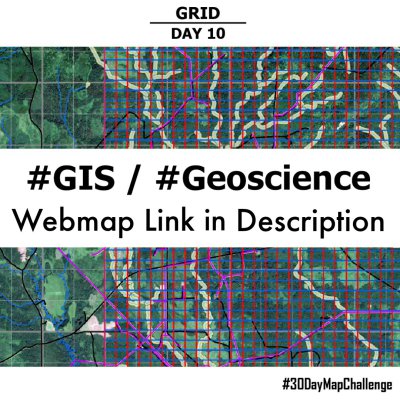 GRID
DAY 10
#GIS / #Geoscience
Webmap Link in Description
#30DayMapChallenge